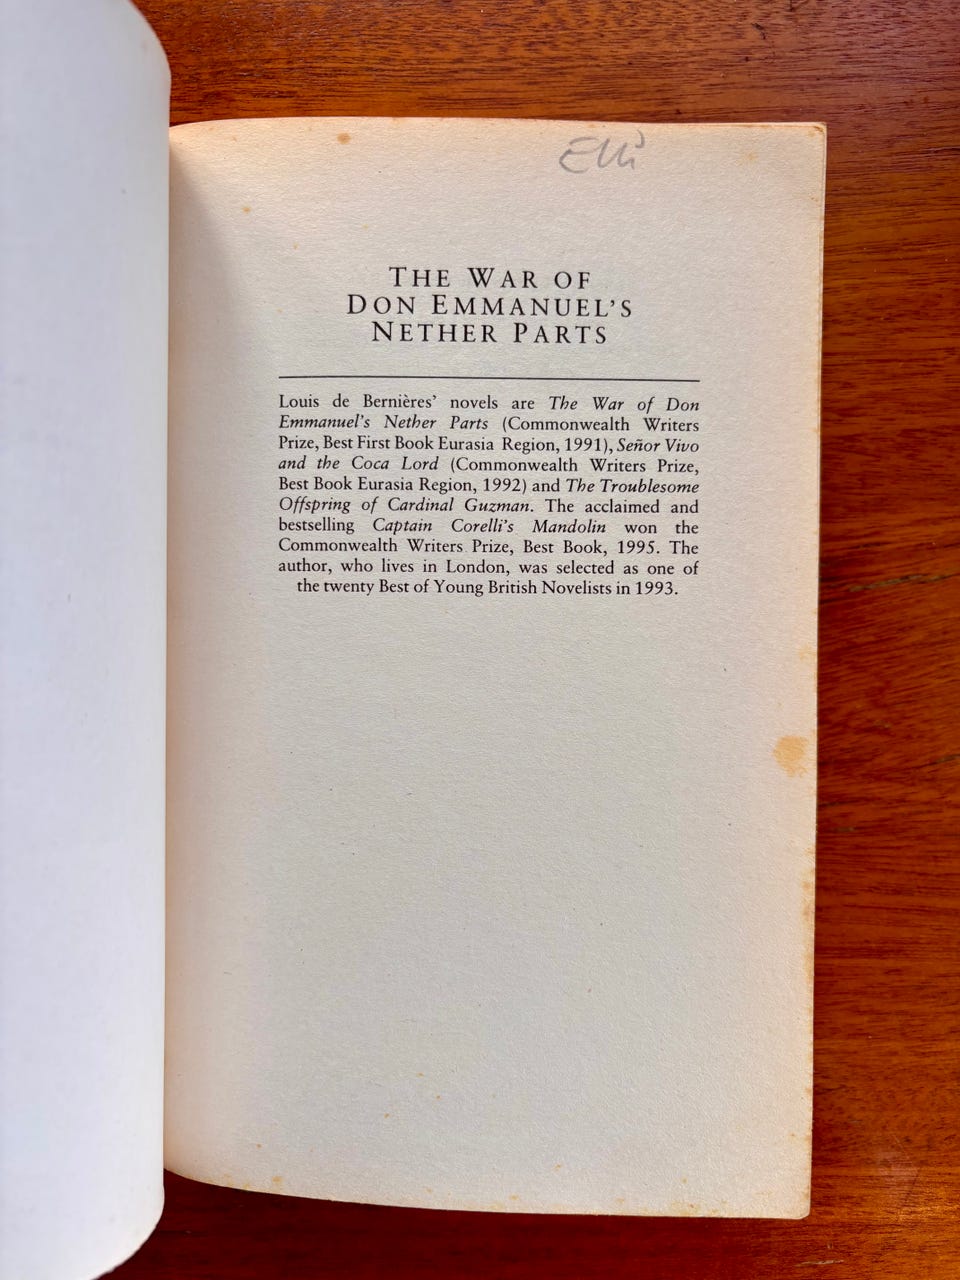 Elli
THE WAR OF
DON EMMANUEL'S
NETHER PARTS
Louis de Bernières' novels are The War of Don
Emmanuel's Nether Parts (Commonwealth Writers
Prize, Best First Book Eurasia Region, 1991), Señor Vivo
and the Coca Lord (Commonwealth Writers Prize,
Best Book Eurasia Region, 1992) and The Troublesome
Offspring of Cardinal Guzman. The acclaimed and
bestselling Captain Corelli's Mandolin won the
Commonwealth Writers Prize, Best Book, 1995. The
author, who lives in London, was selected as one of
the twenty Best of Young British Novelists in 1993.